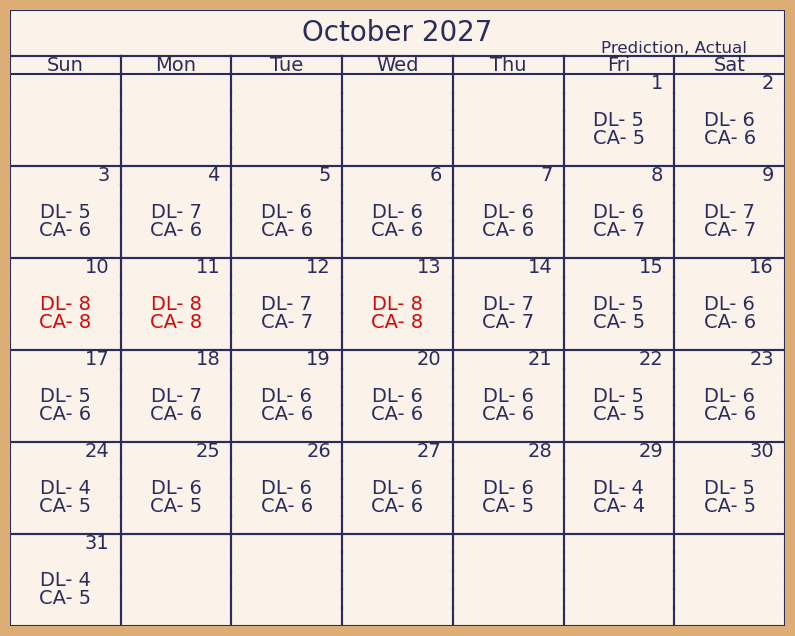 October 2027
Prediction, Actual
Sun Mon Tue Wed Thu Fri Sat
1 2
DL- 5 DL- 6
CA- 5 CA- 6
3 4 5 6 7 8 9
DL- 5 DL- 7 DL- 6 DL- 6 DL- 6 DL- 6 DL- 7
CA- 6 CA- 6 CA- 6 CA- 6 CA- 6 CA- 7 CA- 7
10 11 12 13 14 15 16
DL- 8 DL- 8 DL- 7 DL- 8 DL- 7 DL- 5 DL- 6
CA- 8 CA- 8 CA- 7 CA- 8 CA- 7 CA- 5 CA- 6
17 18 19 20 21 22 23
DL- 5 DL- 7 DL- 6 DL- 6 DL- 6 DL- 5 DL- 6
CA- 6 CA- 6 CA- 6 CA- 6 CA- 6 CA- 5 CA- 6
24 25 26 27 28 29 30
DL- 4 DL- 6 DL- 6 DL- 6 DL- 6 DL- 4 DL- 5
CA- 5 CA- 5 CA- 6 CA- 6 CA- 5 CA- 4 CA- 5
31
DL- 4
CA- 5